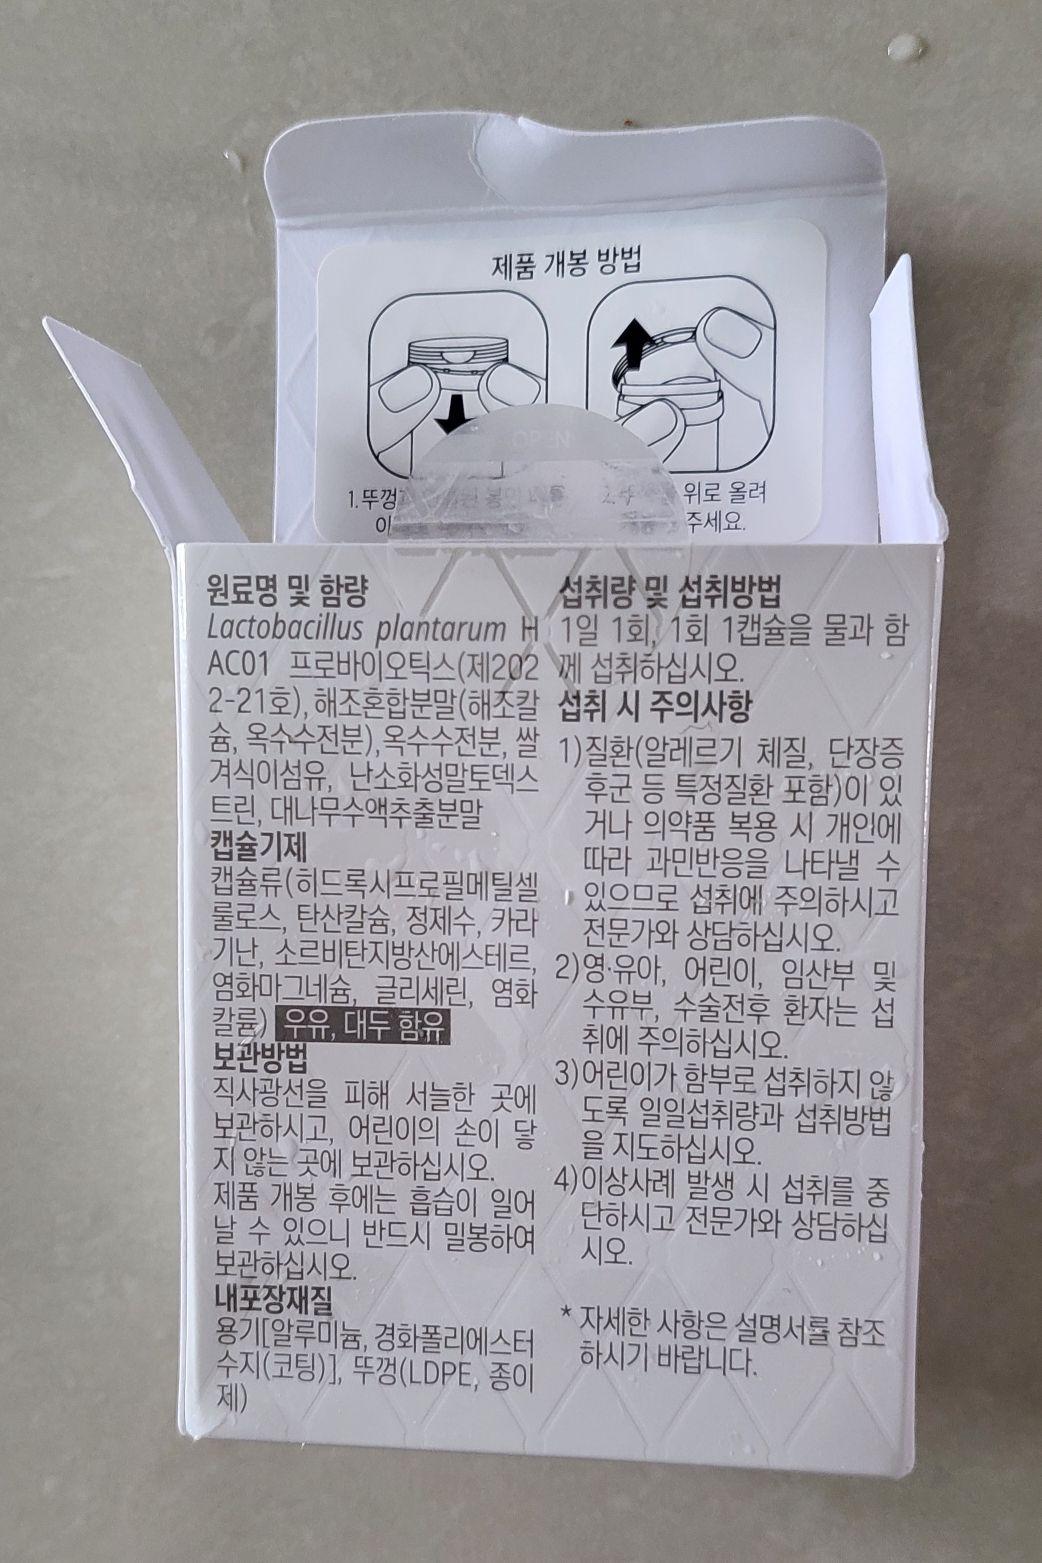 제품 개봉 방법
OPEN
1. 뚜껑
위로 올려
이
주세요.
원료명 및 함량
Lactobacillus plantarum H
AC01 프로바이오틱스(제202
2-21호), 해조혼합분말(해조칼
슘, 옥수수전분),옥수수전분, 쌀
겨식이섬유, 난소화성말토덱스
트린, 대나무수액추출분말
캡슐기제
캡슐류(히드록시프로필메틸셀
룰로스, 탄산칼슘, 정제수, 카라
기난, 소르비탄지방산에스테르,
염화마그네슘, 글리세린, 염화
칼륨) 우유, 대두 함유
보관방법
직사광선을 피해 서늘한 곳에
보관하시고, 어린이의 손이 닿
지 않는 곳에 보관하십시오.
제품 개봉 후에는 흡습이 일어
날 수 있으니 반드시 밀봉하여
보관하십시오.
내포장재질
용기[알루미늄, 경화폴리에스터
수지(코팅)], 뚜껑(LDPE, 종이
제)
섭취량 및 섭취방법
1일 1회, 1회 1캡슐을 물과 함
께 섭취하십시오.
섭취 시 주의사항
1)질환(알레르기 체질, 단장증
후군 등 특정질환 포함)이 있
거나 의약품 복용 시 개인에
따라 과민반응을 나타낼 수
있으므로 섭취에 주의하시고
전문가와 상담하십시오.
2)영·유아, 어린이, 임산부 및
수유부, 수술전후 환자는 섭
취에 주의하십시오.
3)어린이가 함부로 섭취하지 않
도록 일일섭취량과 섭취방법
을 지도하십시오.
4)이상사례 발생 시 섭취를 중
단하시고 전문가와 상담하십
시오.
* 자세한 사항은 설명서를 참조
하시기 바랍니다.